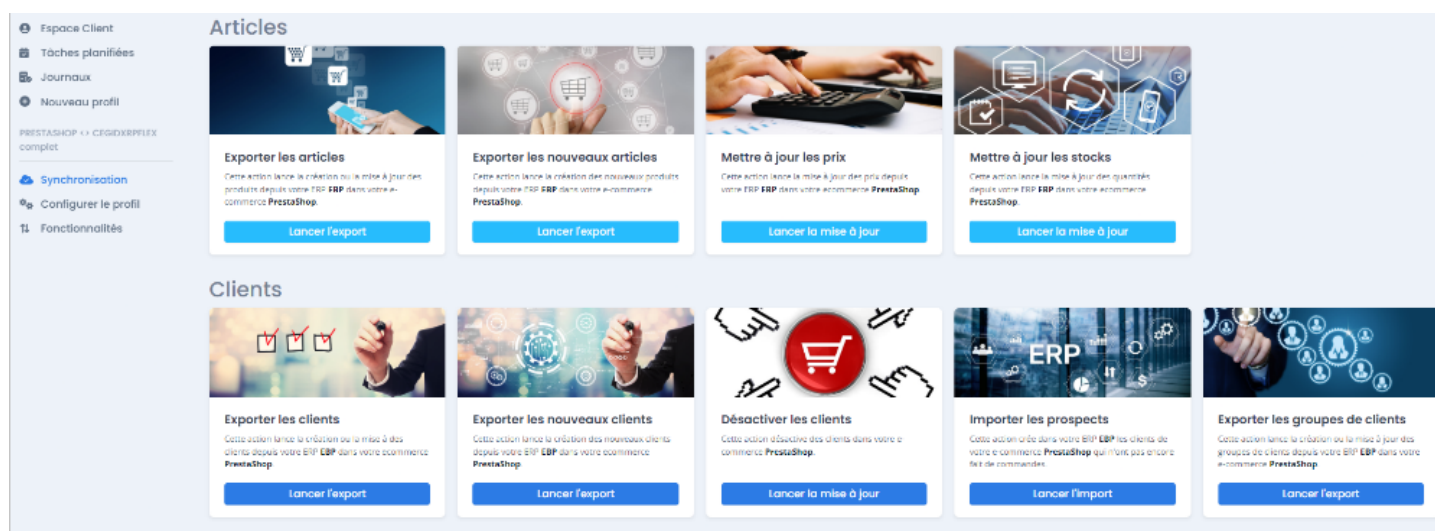 Espace Client
Tâches planifiées
Journaux
Nouveau profil
PRESTASHOP <> CEGIDXRPFLEX
complet
Synchronisation
Configurer le profil
Fonctionnalités
Articles
Exporter les articles
Cette action lance la création ou la mise à jour des
produits depuis votre ERP EBP dans votre e-
commerce PrestaShop.
Lancer l'export
Exporter les nouveaux articles
Cette action lance la création des nouveaux produits
depuis votre ERP EBP dans votre e-commerce
PrestaShop.
Lancer l'export
Mettre à jour les prix
Cette action lance la mise à jour des prix depuis
votre ERP EBP dans votre ecommerce PrestaShop
Lancer la mise à jour
Mettre à jour les stocks
Cette action lance la mise à jour des quantités
depuis votre ERP EBP dans votre ecommerce
PrestaShop.
Lancer la mise à jour
Clients
Exporter les clients
Cette action lance la création ou la mise à des
clients depuis votre ERP EBP dans votre ecommerce
PrestaShop.
Lancer l'export
Exporter les nouveaux clients
Cette action lance la création des nouveaux clients
depuis votre ERP EBP dans votre ecommerce
PrestaShop
Lancer l'export
Désactiver les clients
Cette action désactive des clients dans votre e-
commerce PrestaShop.
Lancer la mise à jour
ERP
Importer les prospects
Cette action crée dans votre ERP EBP les clients de
votre e-commerce PrestaShop qui n'ont pas encore
fait de commandes.
Lancer l'import
Exporter les groupes de clients
Cette action lance la création ou la mise à jour des
groupes de clients depuis votre ERP EBP dans votre
e-commerce PrestaShop
Lancer l'export